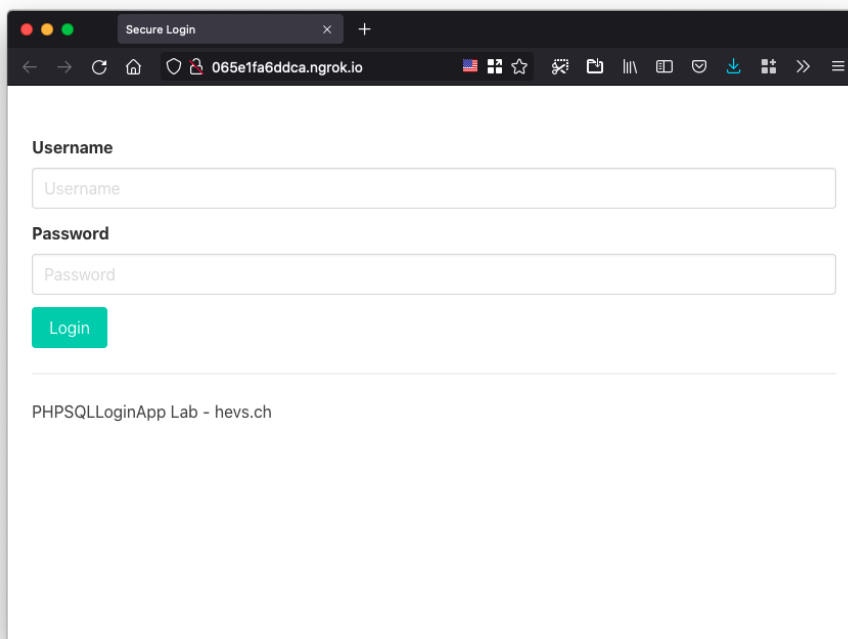 Secure Login
065e1fa6ddca.ngrok.io
Username
Username
Password
Password
Login
PHPSQLLoginApp Lab - hevs.ch